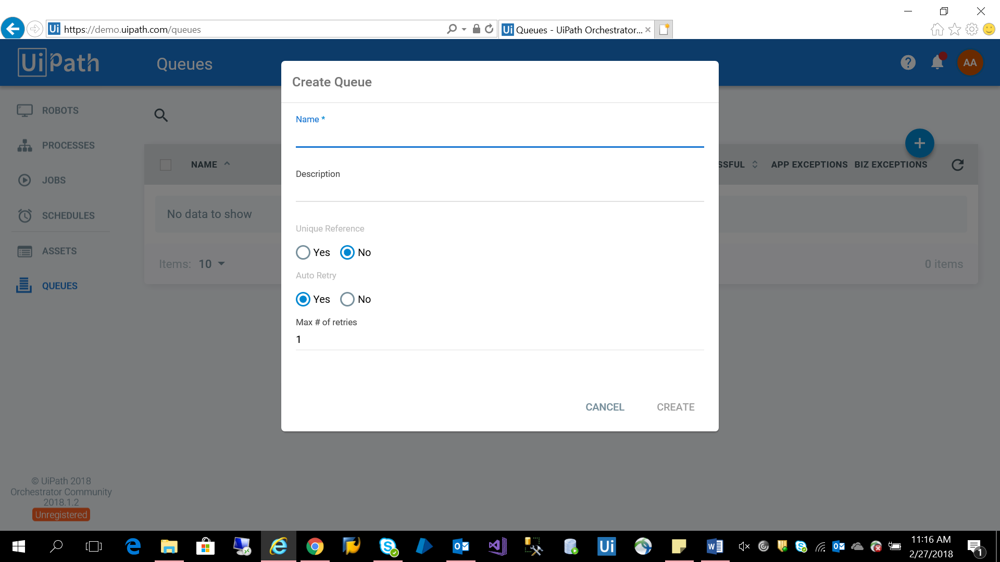 Ui https://demo.uipath.com/queues
Ui Queues - UiPath Orchestrator...
UiPath
Queues
? AA
Create Queue
ROBOTS
PROCESSES
JOBS
SCHEDULES
ASSETS
QUEUES
Name *
NAME
SSFUL APP EXCEPTIONS BIZ EXCEPTIONS
Description
No data to show
Unique Reference
Yes No
Items: 10
0 items
Auto Retry
Yes No
Max # of retries
1
CANCEL CREATE
© UiPath 2018
Orchestrator Community
2018.1.2
Unregistered
11:16 AM
2/27/2018
1
Ui